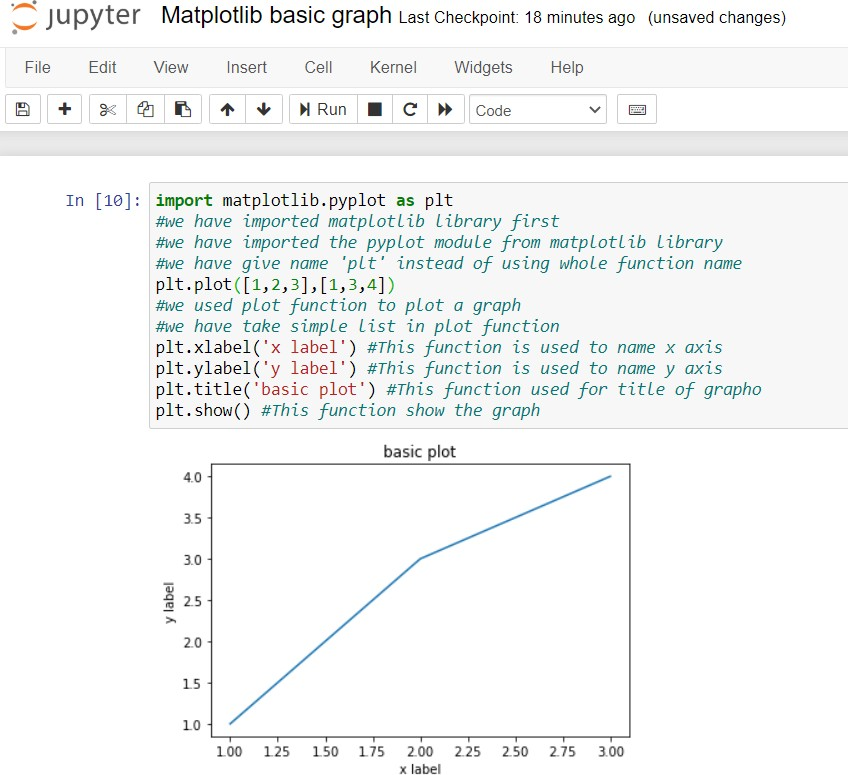 jupyter Matplotlib basic graph Last Checkpoint: 18 minutes ago (unsaved changes)
File Edit View Insert Cell Kernel Widgets Help
Run Code
In [10]: import matplotlib.pyplot as plt
#we have imported matplotlib library first
#we have imported the pyplot module from matplotlib library
#we have give name 'plt' instead of using whole function name
plt.plot([1,2,3],[1,3,4])
#we used plot function to plot a graph
#we have take simple list in plot function
plt.xlabel('x label') #This function is used to name x axis
plt.ylabel('y label') #This function is used to name y axis
plt.title('basic plot') #This function used for title of grapho
plt.show() #This function show the graph
basic plot
4.0
3.5
3.0
2.5
2.0
1.5
1.0
y label
1.00 1.25 1.50 1.75 2.00 2.25 2.50 2.75 3.00
x label